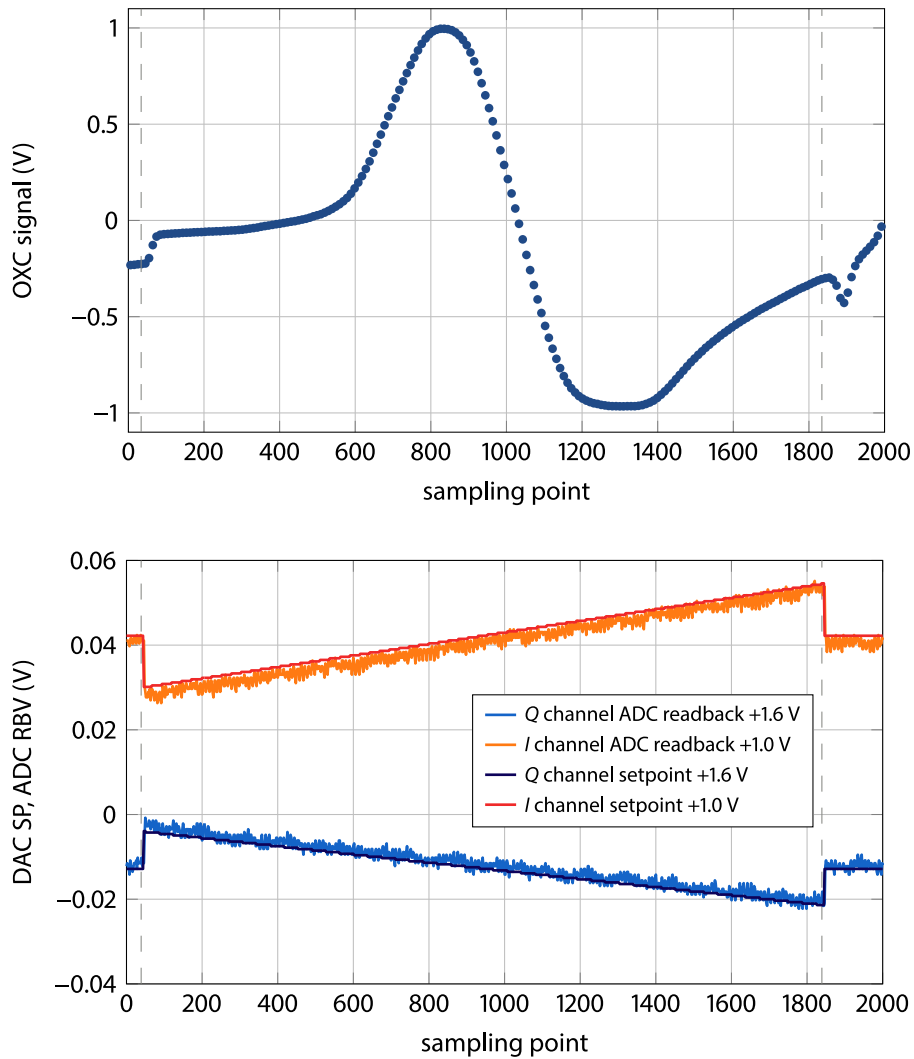 1
0.5
0
−0.5
−1
OXC signal (V)
0 200 400 600 800 1000 1200 1400 1600 1800 2000
sampling point
0.06
0.04
0.02
0
−0.02
−0.04
DAC SP, ADC RBV (V)
Q channel ADC readback +1.6 V
I channel ADC readback +1.0 V
Q channel setpoint +1.6 V
I channel setpoint +1.0 V
0 200 400 600 800 1000 1200 1400 1600 1800 2000
sampling point